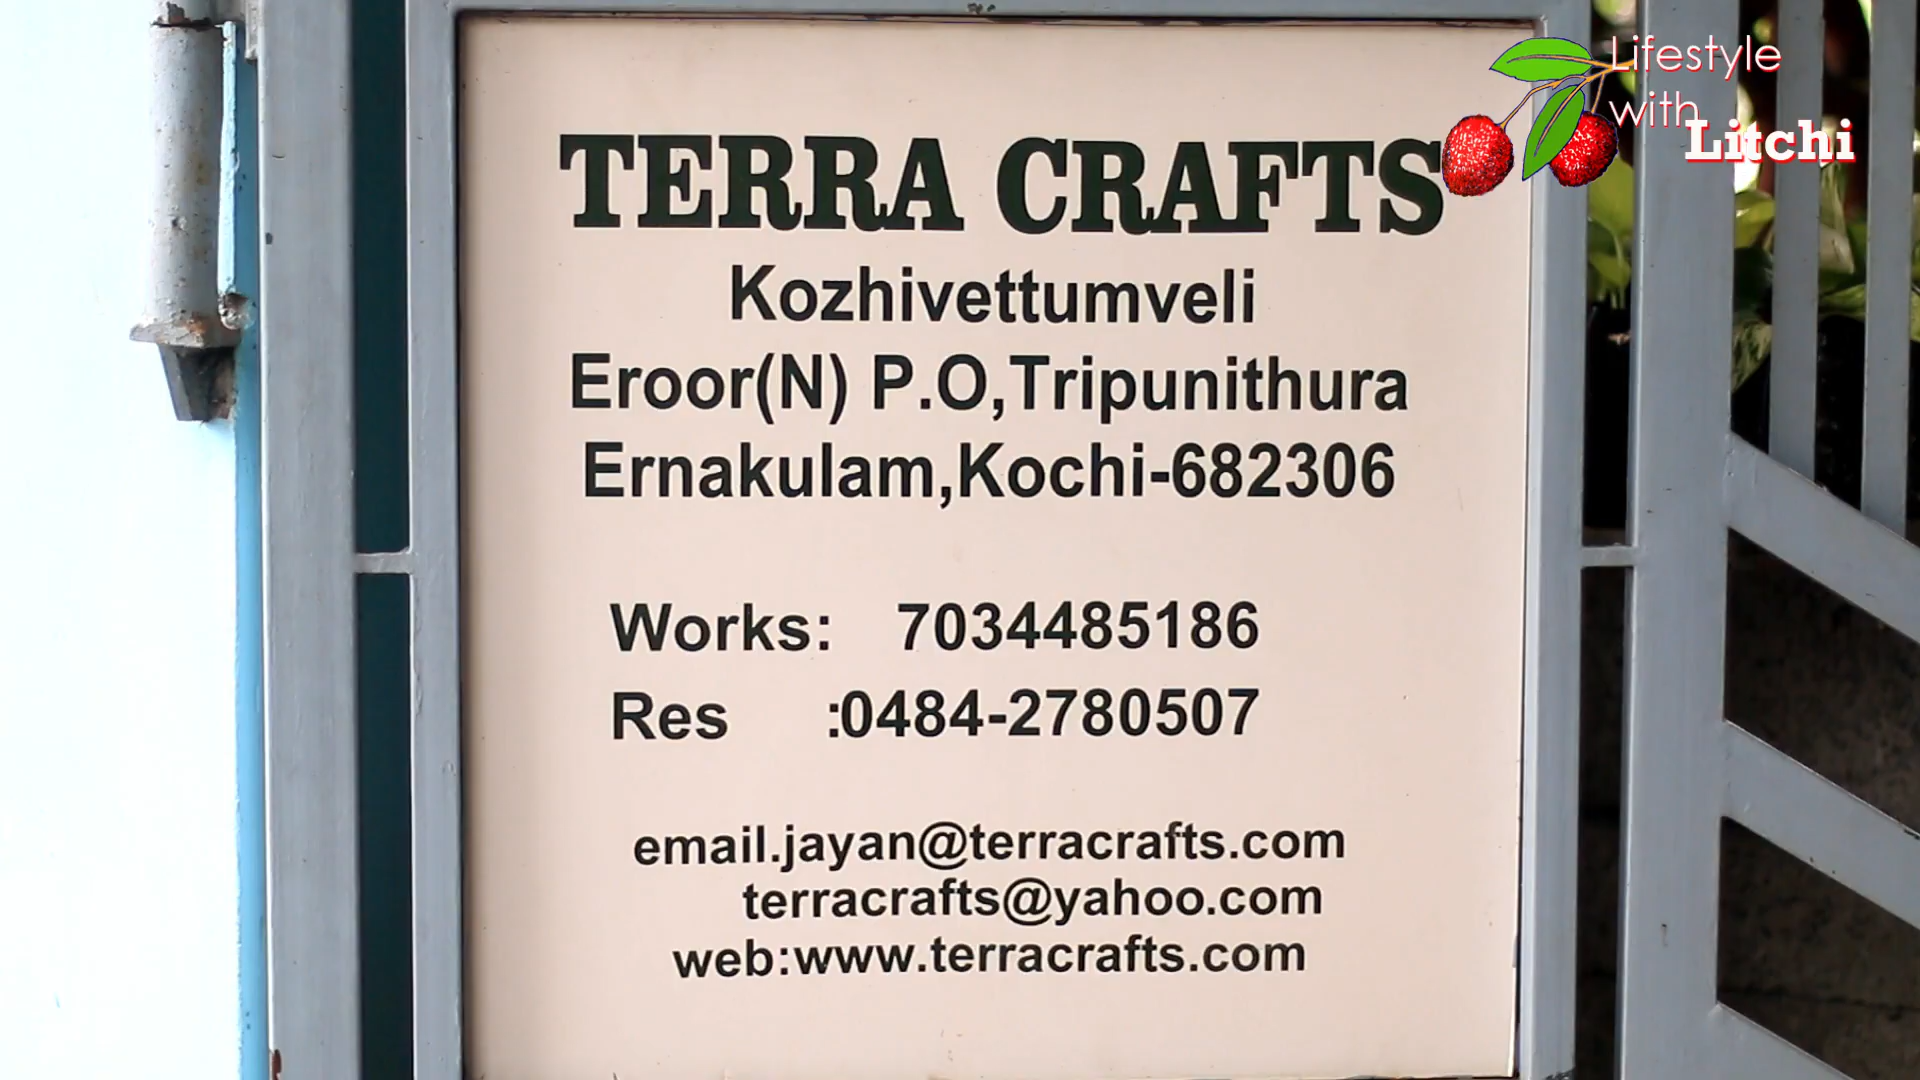 TERRA CRAFTS
Kozhivettumveli
Eroor(N) P.O,Tripunithura
Ernakulam,Kochi-682306
Works: 7034485186
Res :0484-2780507
email.jayan@terracrafts.com
terracrafts@yahoo.com
web:www.terracrafts.com
Lifestyle
with
Litchi